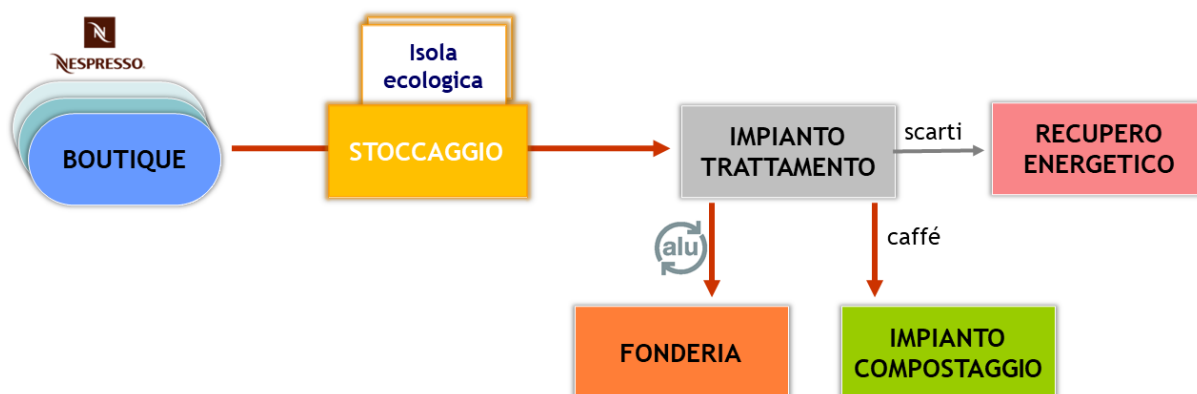 N
NESPRESSO.
Isola
ecologica
BOUTIQUE
STOCCAGGIO
IMPIANTO
TRATTAMENTO
scarti
RECUPERO
ENERGETICO
alu
caffé
FONDERIA
IMPIANTO
COMPOSTAGGIO